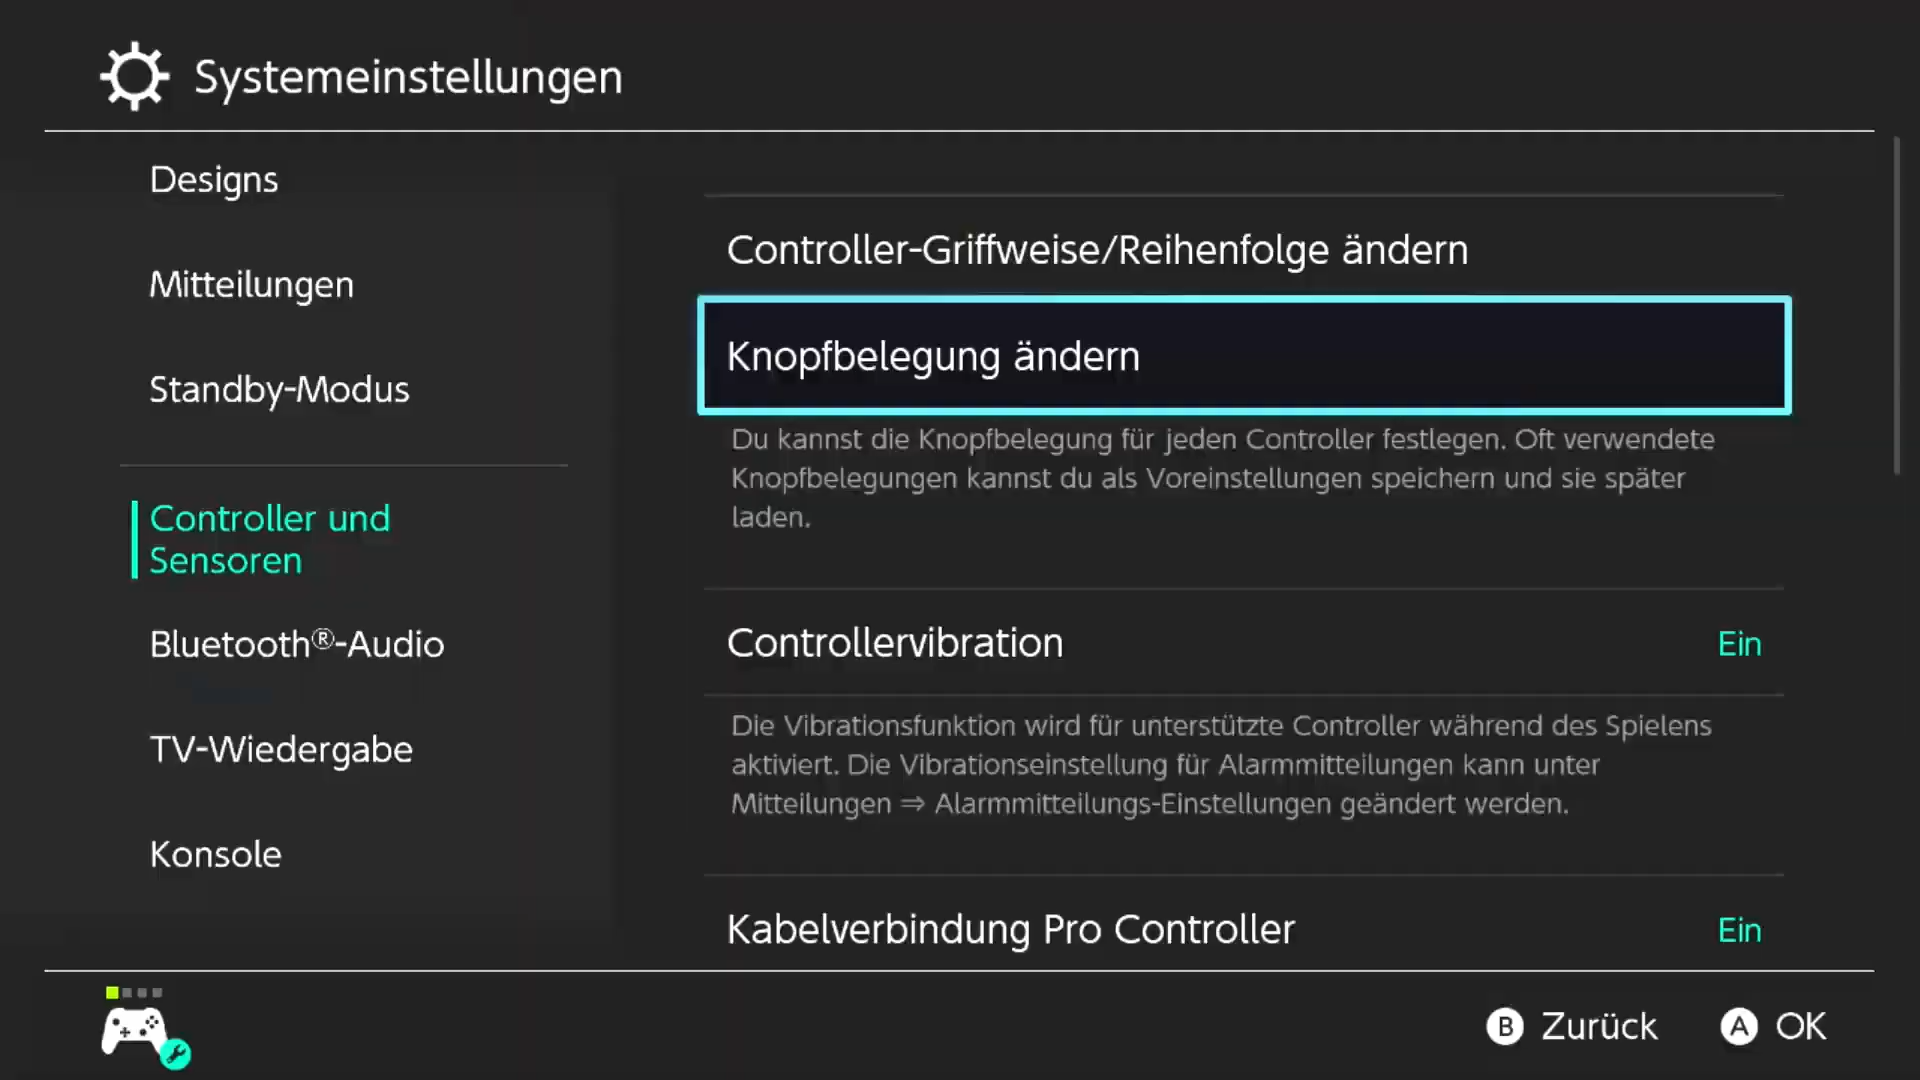 Systemeinstellungen
Designs
Mitteilungen
Standby-Modus
Controller und
Sensoren
Bluetooth®-Audio
TV-Wiedergabe
Konsole
Controller-Griffweise/Reihenfolge ändern
Knopfbelegung ändern
Du kannst die Knopfbelegung für jeden Controller festlegen. Oft verwendete
Knopfbelegungen kannst du als Voreinstellungen speichern und sie später
laden.
Controllervibration Ein
Die Vibrationsfunktion wird für unterstützte Controller während des Spielens
aktiviert. Die Vibrationseinstellung für Alarmmitteilungen kann unter
Mitteilungen ⇒ Alarmmitteilungs-Einstellungen geändert werden.
Kabelverbindung Pro Controller Ein
B Zurück A OK